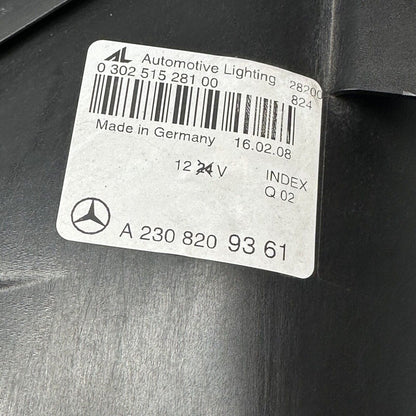 AL Automotive Lighting 28200
0 302 515 281 00 824
Made in Germany 16.02.08
12 24 V INDEX
Q 02
A 230 820 93 61